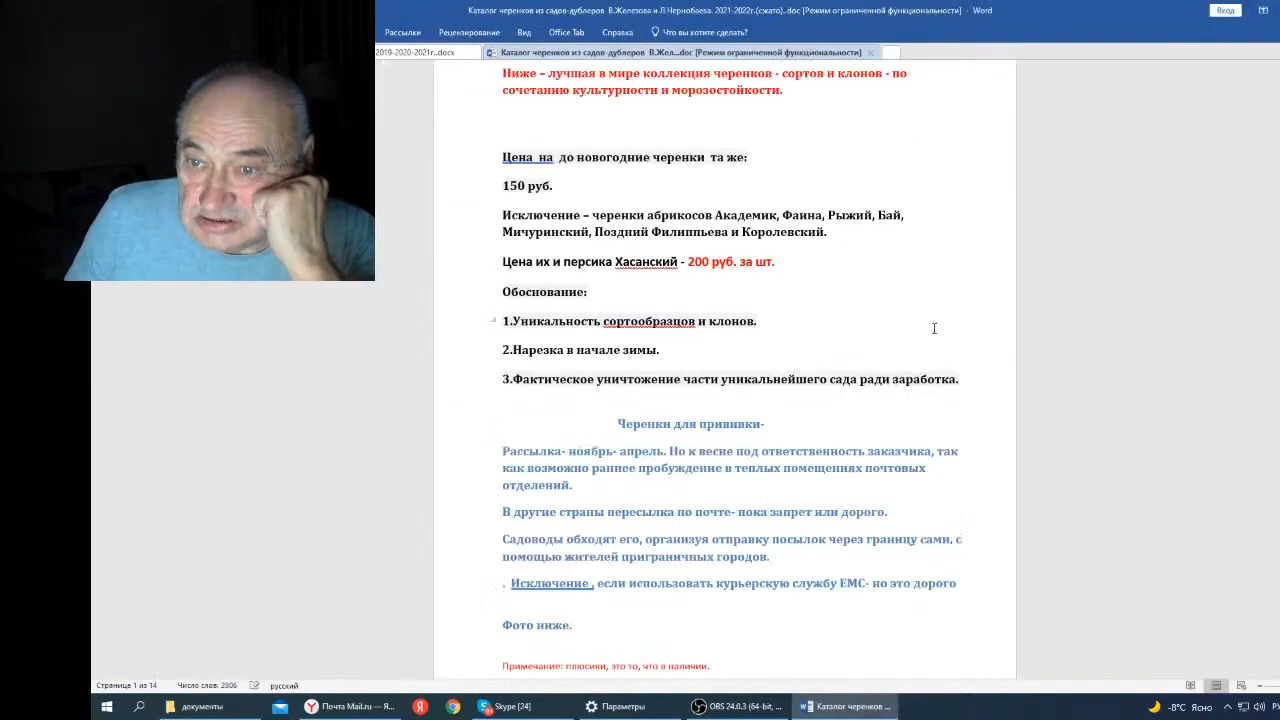 Каталог черенков из садов-дублеров  В.Железова и Л.Чернобаева. 2021-2022г.(сжато)..doc [Режим ограниченной функциональности]  -  Word
Вход
Рассылки  Рецензирование  Вид  Office Tab  Справка  Что вы хотите сделать?
2019-2020-2021г..docx
Каталог черенков из садов-дублеров  В.Жел...doc [Режим ограниченной функциональности]
Ниже – лучшая в мире коллекция черенков - сортов и клонов - по
сочетанию культурности и морозостойкости.
Цена  на  до новогодние черенки  та же:
150 руб.
Исключение – черенки абрикосов Академик, Фаина, Рыжий, Бай,
Мичуринский, Поздний Филиппьева и Королевский.
Цена их и персика Хасанский - 200 руб. за шт.
Обоснование:
1.Уникальность сортообразцов и клонов.
2.Нарезка в начале зимы.
3.Фактическое уничтожение части уникальнейшего сада ради заработка.
Черенки для прививки-
Рассылка- ноябрь- апрель. Но к весне под ответственность заказчика, так
как возможно раннее пробуждение в теплых помещениях почтовых
отделений.
В другие страны пересылка по почте- пока запрет или дорого.
Садоводы обходят его, организуя отправку посылок через границу сами, с
помощью жителей приграничных городов.
.  Исключение , если использовать курьерскую службу ЕМС- но это дорого
Фото ниже.
Примечание: плюсики, это то, что в наличии.
Страница 1 из 14  Число слов: 2806  русский
документы  Почта Mail.ru — Я...  Skype [24]  Параметры  OBS 24.0.3 (64-bit, ...  Каталог черенков ...  -8°C  Ясно